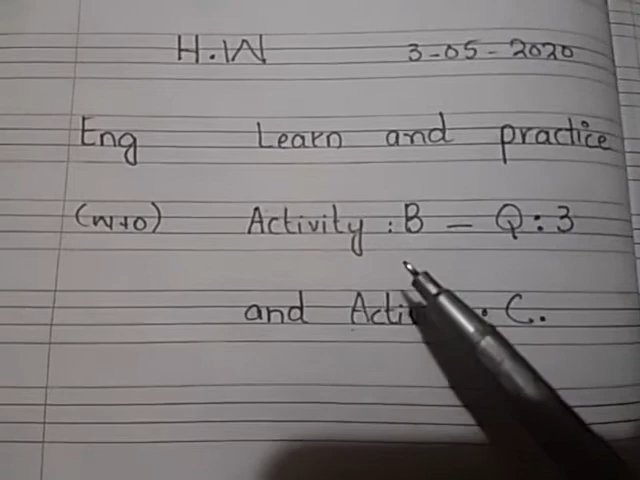 H.W 3-05-2020
Eng Learn and practice
(W+O) Activity : B - Q : 3
and : C.